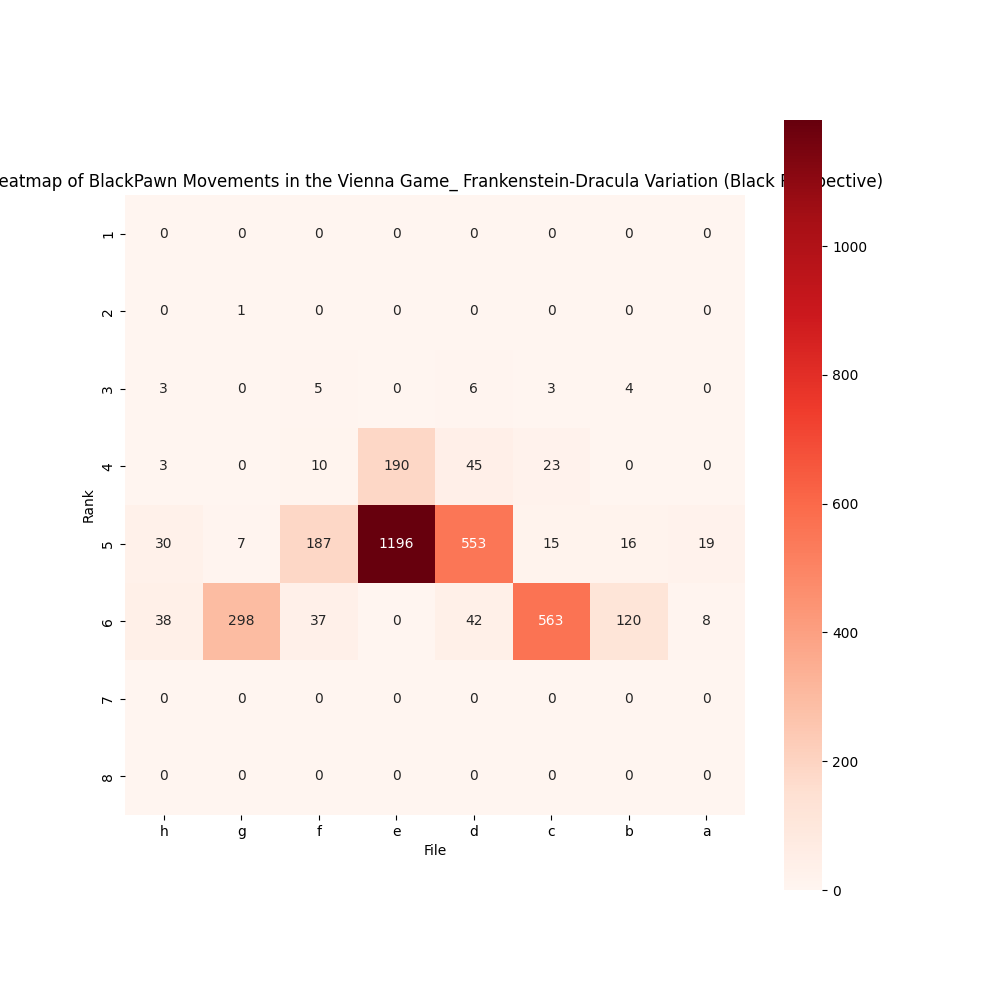 eatmap of BlackPawn Movements in the Vienna Game_ Frankenstein-Dracula Variation (Black P pective)
1 0 0 0 0 0 0 0 0
2 0 1 0 0 0 0 0 0
3 3 0 5 0 6 3 4 0
4 3 0 10 190 45 23 0 0
5 30 7 187 1196 553 15 16 19
6 38 298 37 0 42 563 120 8
7 0 0 0 0 0 0 0 0
8 0 0 0 0 0 0 0 0
h g f e d c b a
File
Rank
1000
800
600
400
200
0